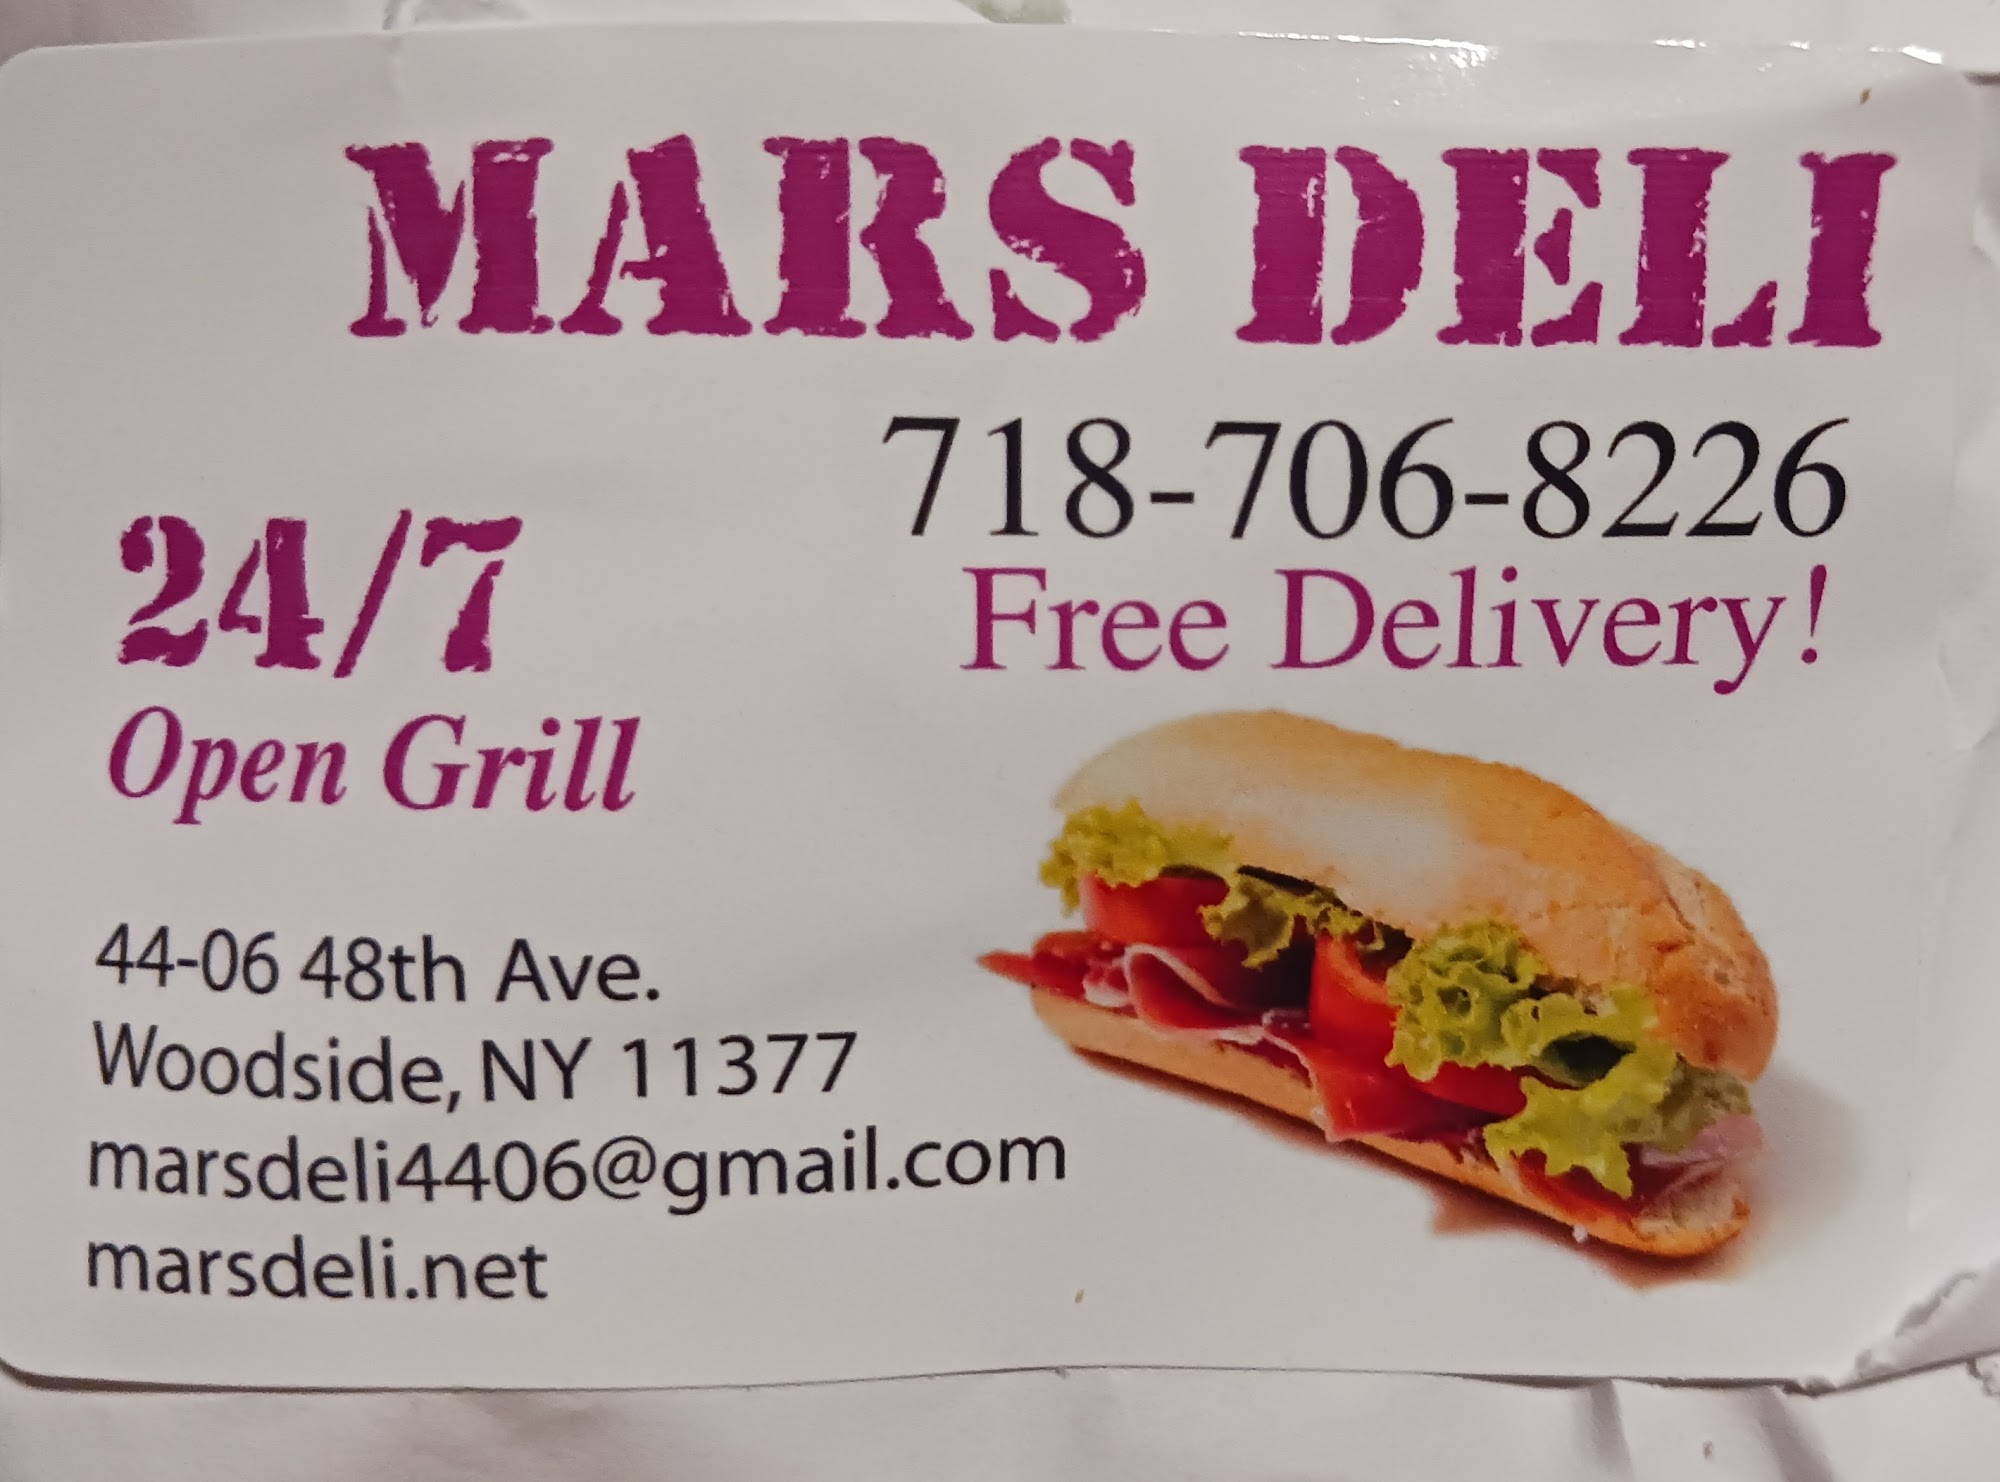 MARS DELI
718-706-8226
Free Delivery!
24/7
Open Grill
44-06 48th Ave.
Woodside, NY 11377
marsdeli4406@gmail.com
marsdeli.net